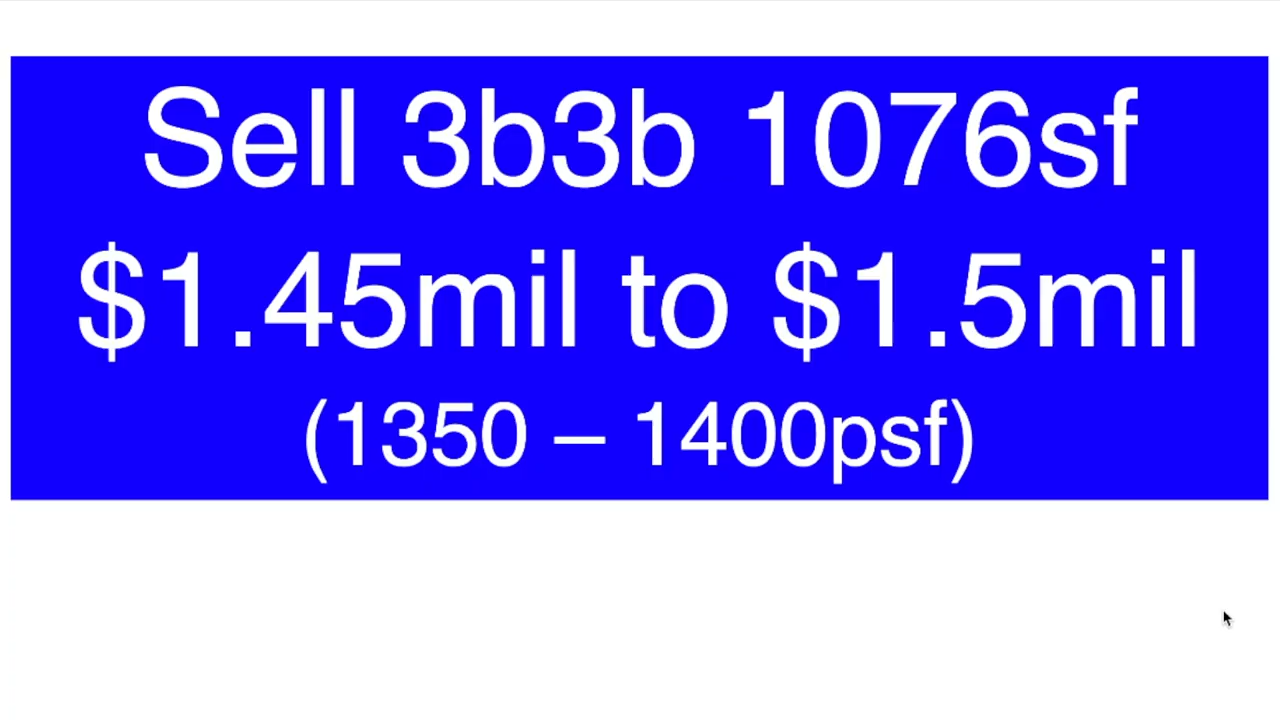 Sell 3b3b 1076sf
$1.45mil to $1.5mil
(1350 – 1400psf)